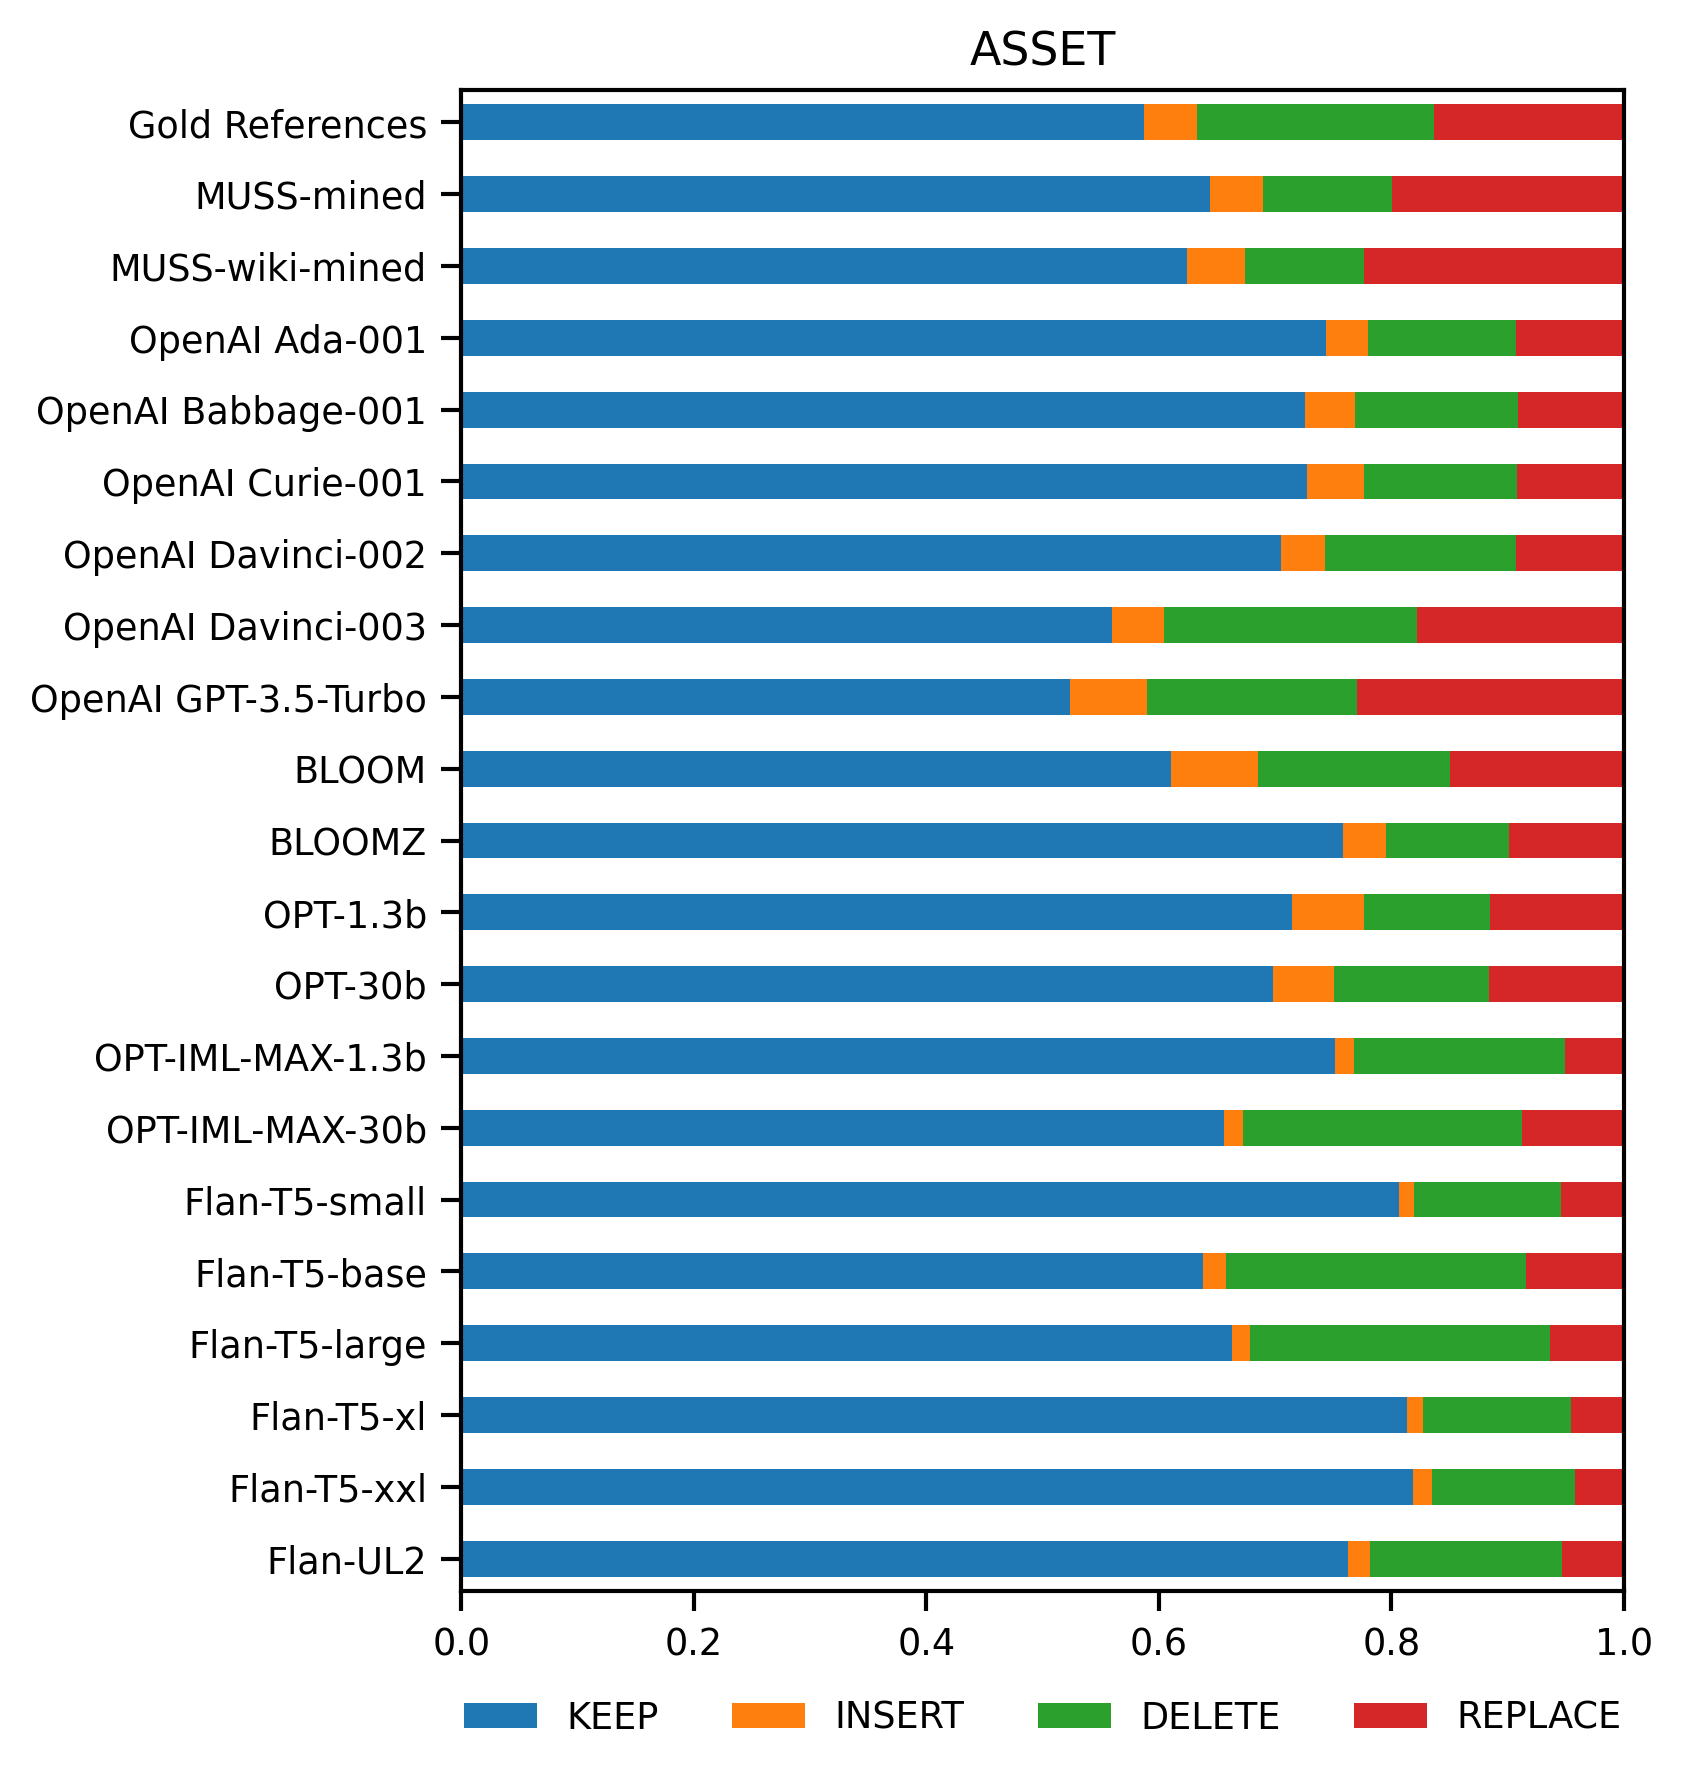 ASSET
Gold References
MUSS-mined
MUSS-wiki-mined
OpenAI Ada-001
OpenAI Babbage-001
OpenAI Curie-001
OpenAI Davinci-002
OpenAI Davinci-003
OpenAI GPT-3.5-Turbo
BLOOM
BLOOMZ
OPT-1.3b
OPT-30b
OPT-IML-MAX-1.3b
OPT-IML-MAX-30b
Flan-T5-small
Flan-T5-base
Flan-T5-large
Flan-T5-xl
Flan-T5-xxl
Flan-UL2
0.0 0.2 0.4 0.6 0.8 1.0
KEEP INSERT DELETE REPLACE